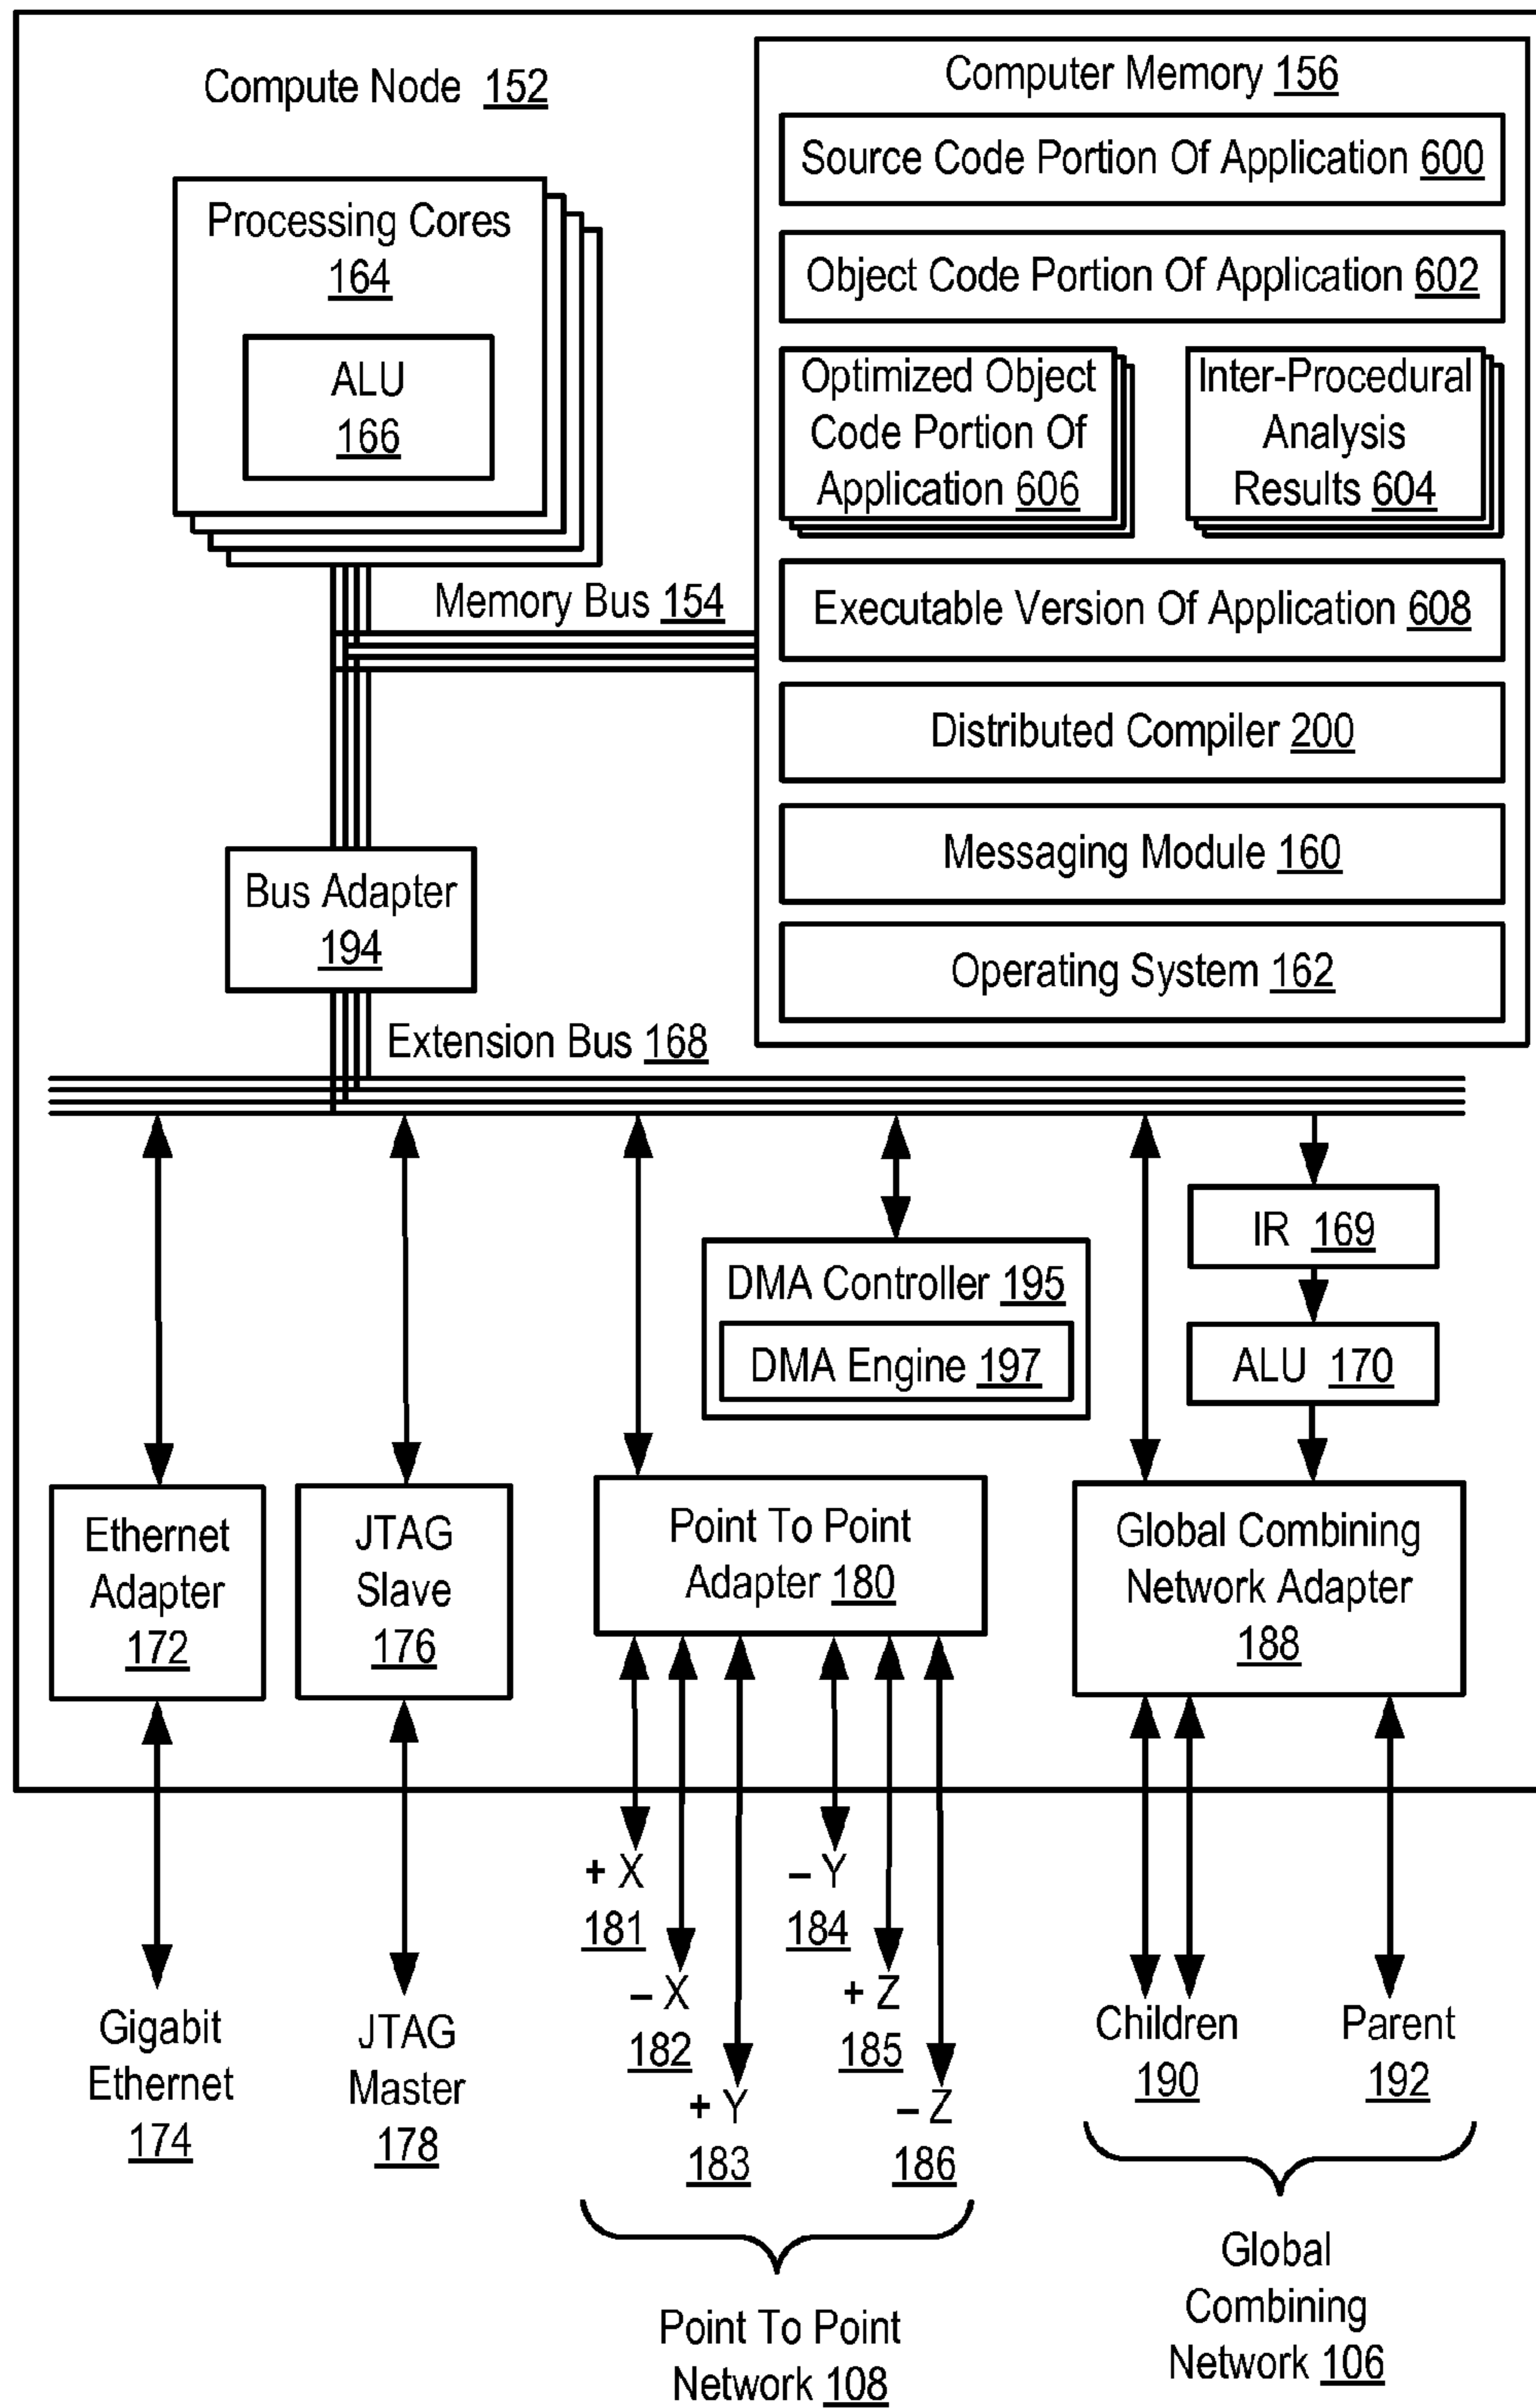 Compute Node 152
Processing Cores
164
ALU
166
Computer Memory 156
Source Code Portion Of Application 600
Object Code Portion Of Application 602
Optimized Object
Code Portion Of
Application 606
Inter-Procedural
Analysis
Results 604
Executable Version Of Application 608
Distributed Compiler 200
Messaging Module 160
Operating System 162
Memory Bus 154
Bus Adapter
194
Extension Bus 168
IR 169
ALU 170
DMA Controller 195
DMA Engine 197
Ethernet
Adapter
172
JTAG
Slave
176
Point To Point
Adapter 180
Global Combining
Network Adapter
188
Gigabit
Ethernet
174
JTAG
Master
178
+ X
181
– X
182
+ Y
183
– Y
184
+ Z
185
– Z
186
Children
190
Parent
192
Point To Point
Network 108
Global
Combining
Network 106